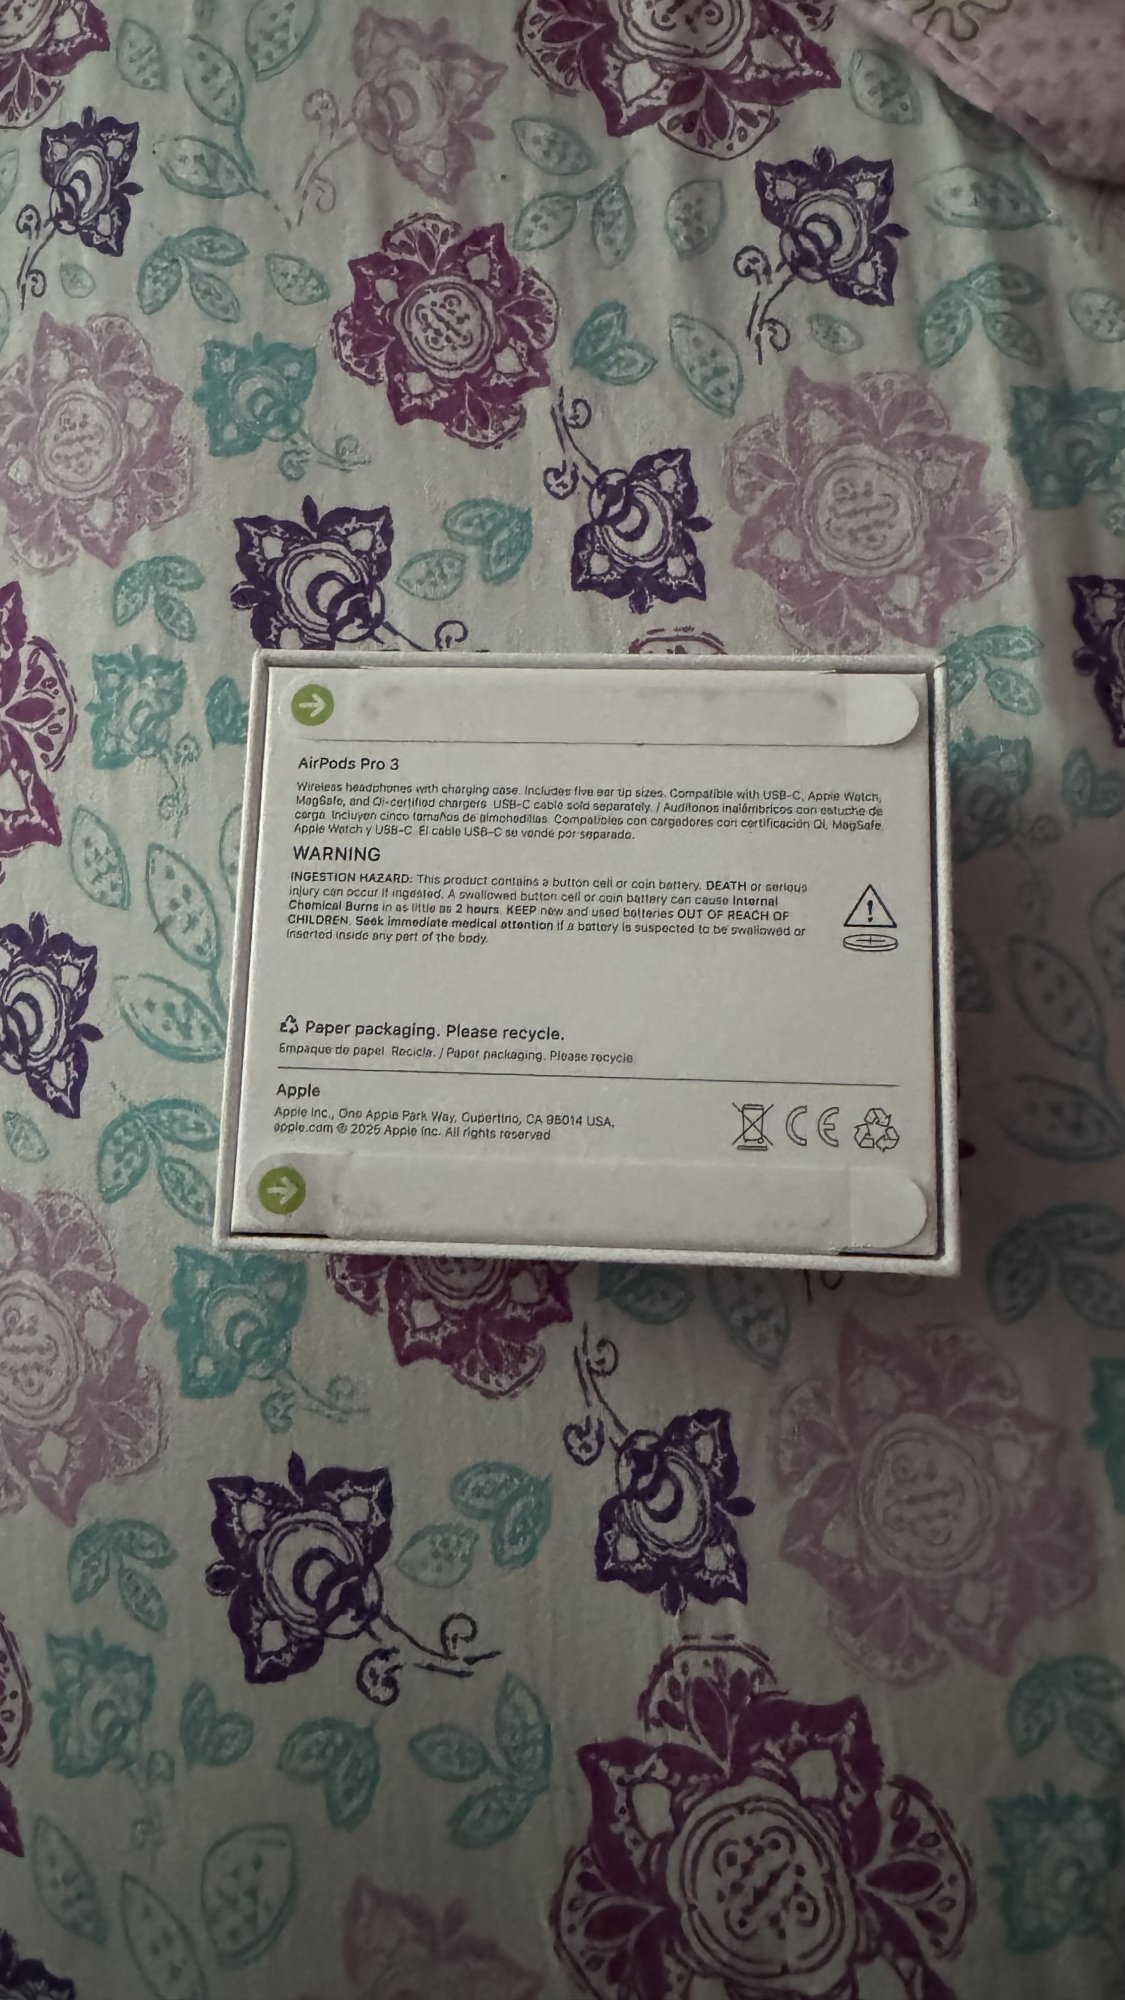 AirPods Pro 3
Wireless headphones with charging case. Includes five ear tip sizes. Compatible with USB-C, Apple Watch,
MagSafe, and Qi-certified chargers. USB-C cable sold separately. / Audífonos inalámbricos con estuche de
carga. Incluyen cinco tamaños de almohadillas. Compatibles con cargadores con certificación Qi, MagSafe,
Apple Watch y USB-C. El cable USB-C se vende por separado.
WARNING
INGESTION HAZARD: This product contains a button cell or coin battery. DEATH or serious
injury can occur if ingested. A swallowed button cell or coin battery can cause Internal
Chemical Burns in as little as 2 hours. KEEP new and used batteries OUT OF REACH OF
CHILDREN. Seek immediate medical attention if a battery is suspected to be swallowed or
inserted inside any part of the body.
Paper packaging. Please recycle.
Empaque de papel. Recicla. / Paper packaging. Please recycle.
Apple
Apple Inc., One Apple Park Way, Cupertino, CA 95014 USA,
apple.com © 2025 Apple Inc. All rights reserved
CE